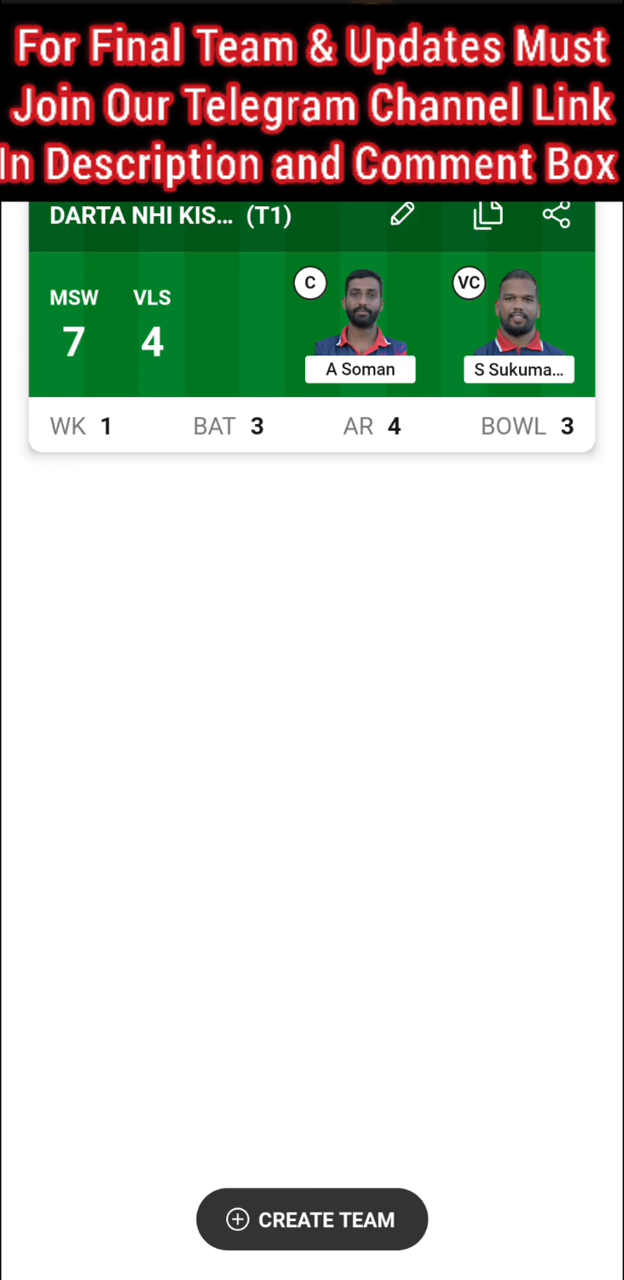 For Final Team & Updates Must
Join Our Telegram Channel Link
In Description and Comment Box
DARTA NHI KIS... (T1)
MSW VLS C VC
7 4
A Soman S Sukuma...
WK 1 BAT 3 AR 4 BOWL 3
CREATE TEAM